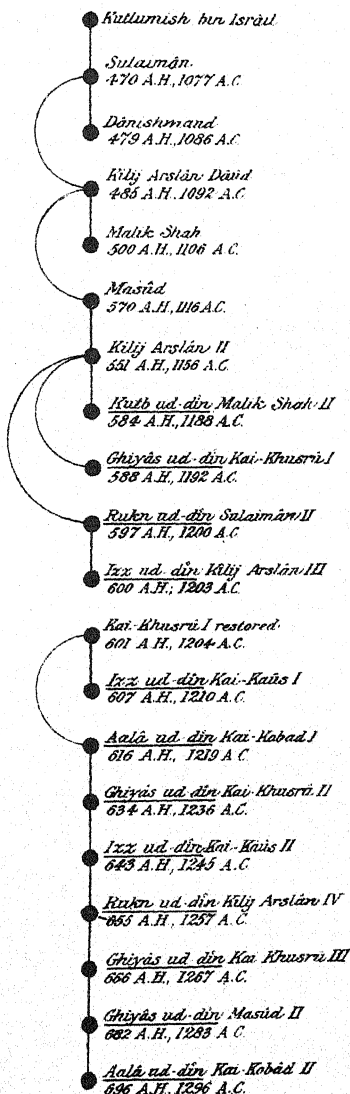 Kutlumish bin Isráil
Sulaimân
470 A.H., 1077 A.C.
Dânishmand
479 A.H., 1086 A.C.
Kilij Arslân Dâúd
485 A.H., 1092 A.C.
Malik Shah
500 A.H., 1106 A.C.
Masûd
570 A.H., 1116 A.C.
Kilij Arslân II
551 A.H., 1156 A.C.
Kutb ud-din Malik Shah II
584 A.H., 1188 A.C.
Ghiyâs ud-dîn Kai-Khusrû I
588 A.H., 1192 A.C.
Rukn ud-dîn Sulaimân II
597 A.H., 1200 A.C.
Izz ud-dîn Kilij Arslân III
600 A.H.; 1203 A.C.
Kai-Khusrû I restored
601 A.H., 1204 A.C.
Izz ud-dîn Kai-Kaûs I
607 A.H., 1210 A.C.
Aalâ ud-dîn Kai-Kobad I
616 A.H., 1219 A.C.
Ghiyâs ud-dîn Kai-Khusrû II
634 A.H., 1236 A.C.
Izz ud-dîn Kai-Kaûs II
643 A.H., 1245 A.C.
Rukn ud-dîn Kilij Arslân IV
655 A.H., 1257 A.C.
Ghiyâs ud-dîn Kai Khusrû III
666 A.H., 1267 A.C.
Ghiyâs ud-dîn Masûd II
682 A.H., 1283 A.C.
Aalâ ud-dîn Kai-Kobâd II
696 A.H., 1296 A.C.